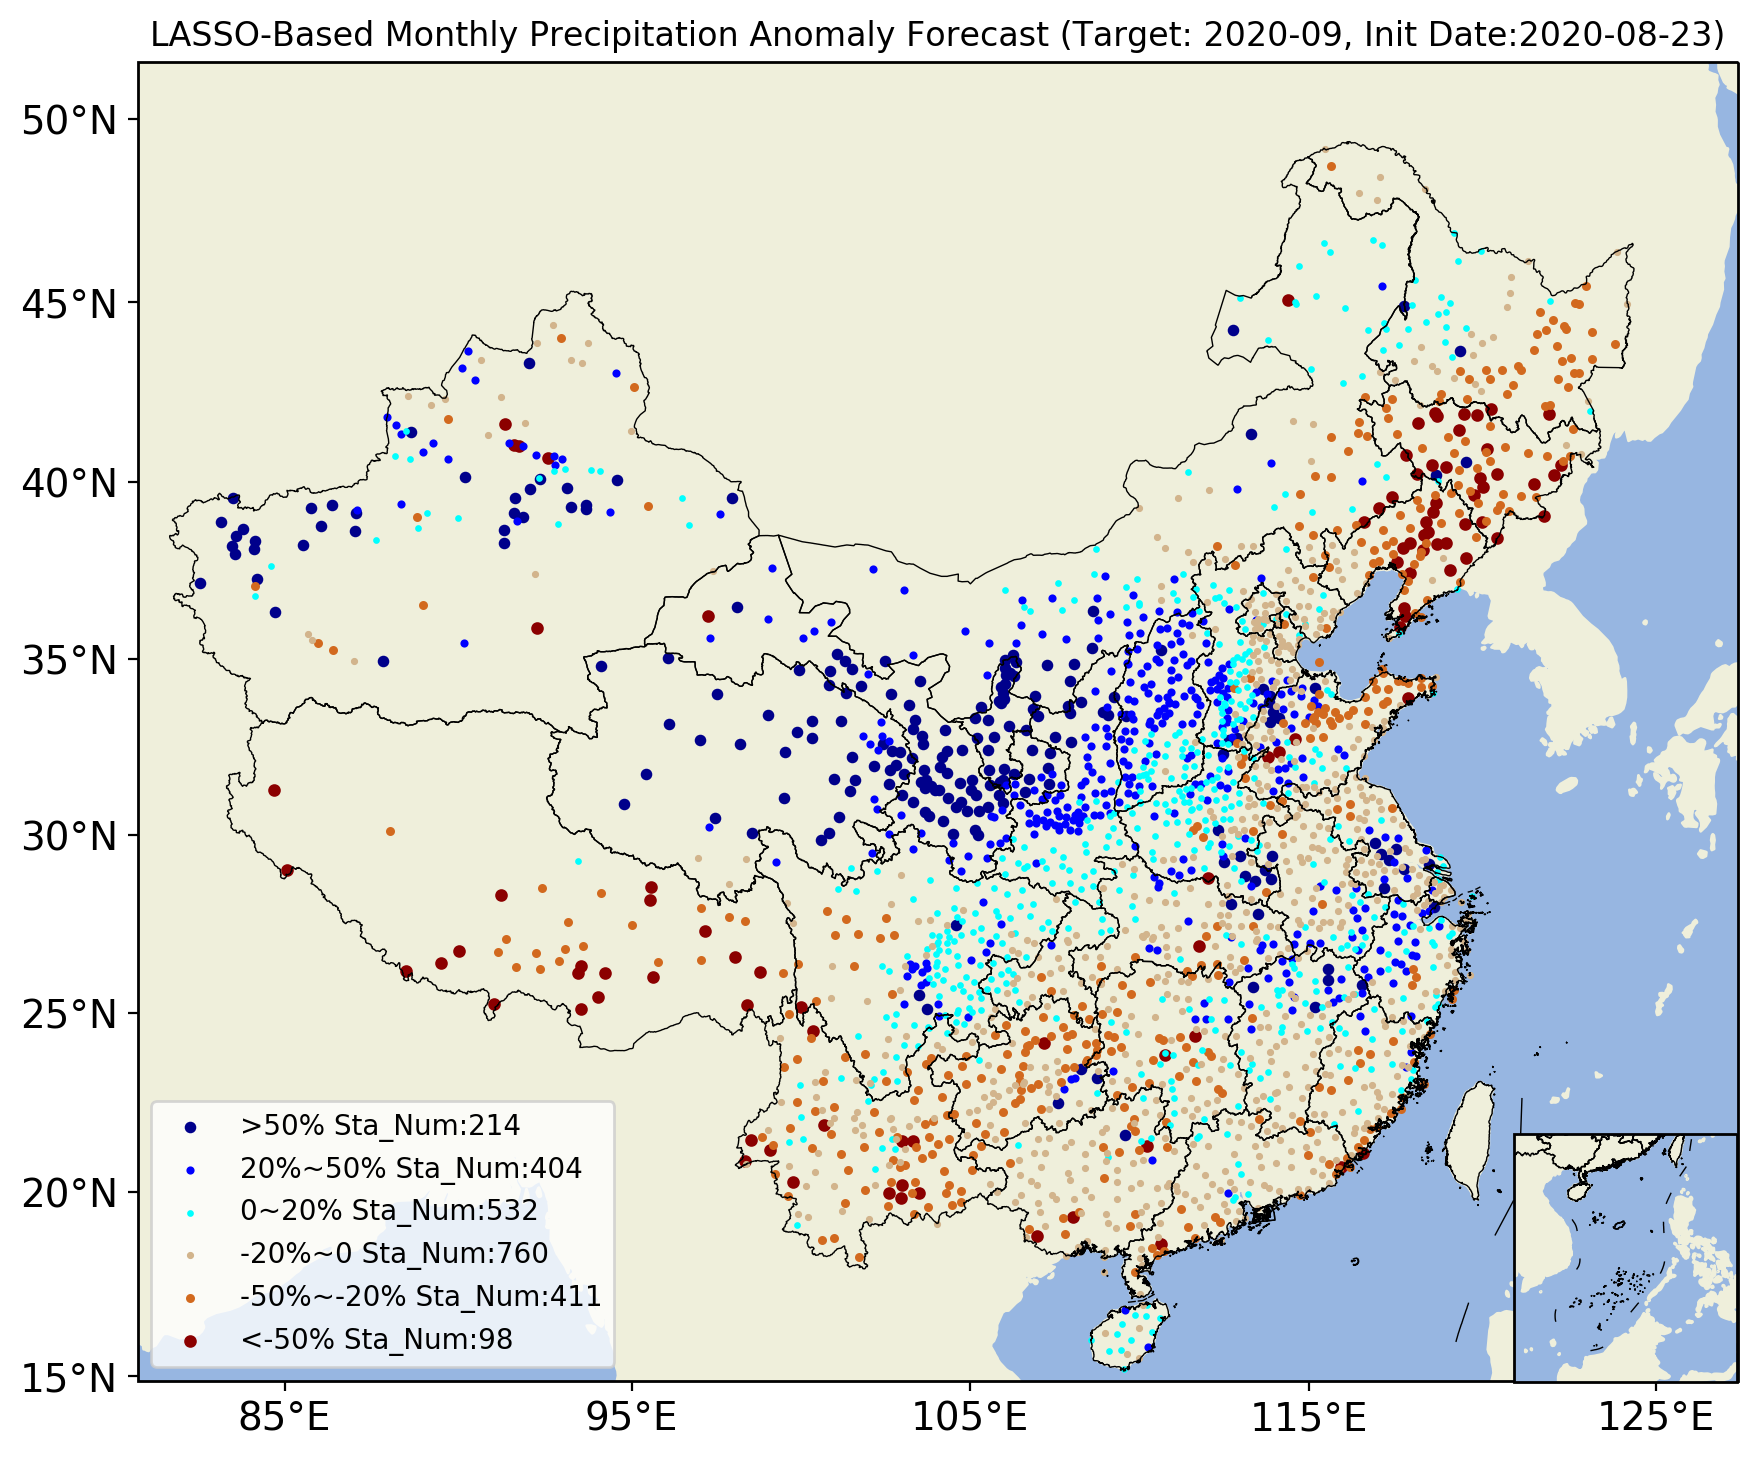 LASSO-Based Monthly Precipitation Anomaly Forecast (Target: 2020-09, Init Date:2020-08-23)
50°N
45°N
40°N
35°N
30°N
25°N
20°N
15°N
>50% Sta_Num:214
20%~50% Sta_Num:404
0~20% Sta_Num:532
-20%~0 Sta_Num:760
-50%~-20% Sta_Num:411
<-50% Sta_Num:98
85°E 95°E 105°E 115°E 125°E